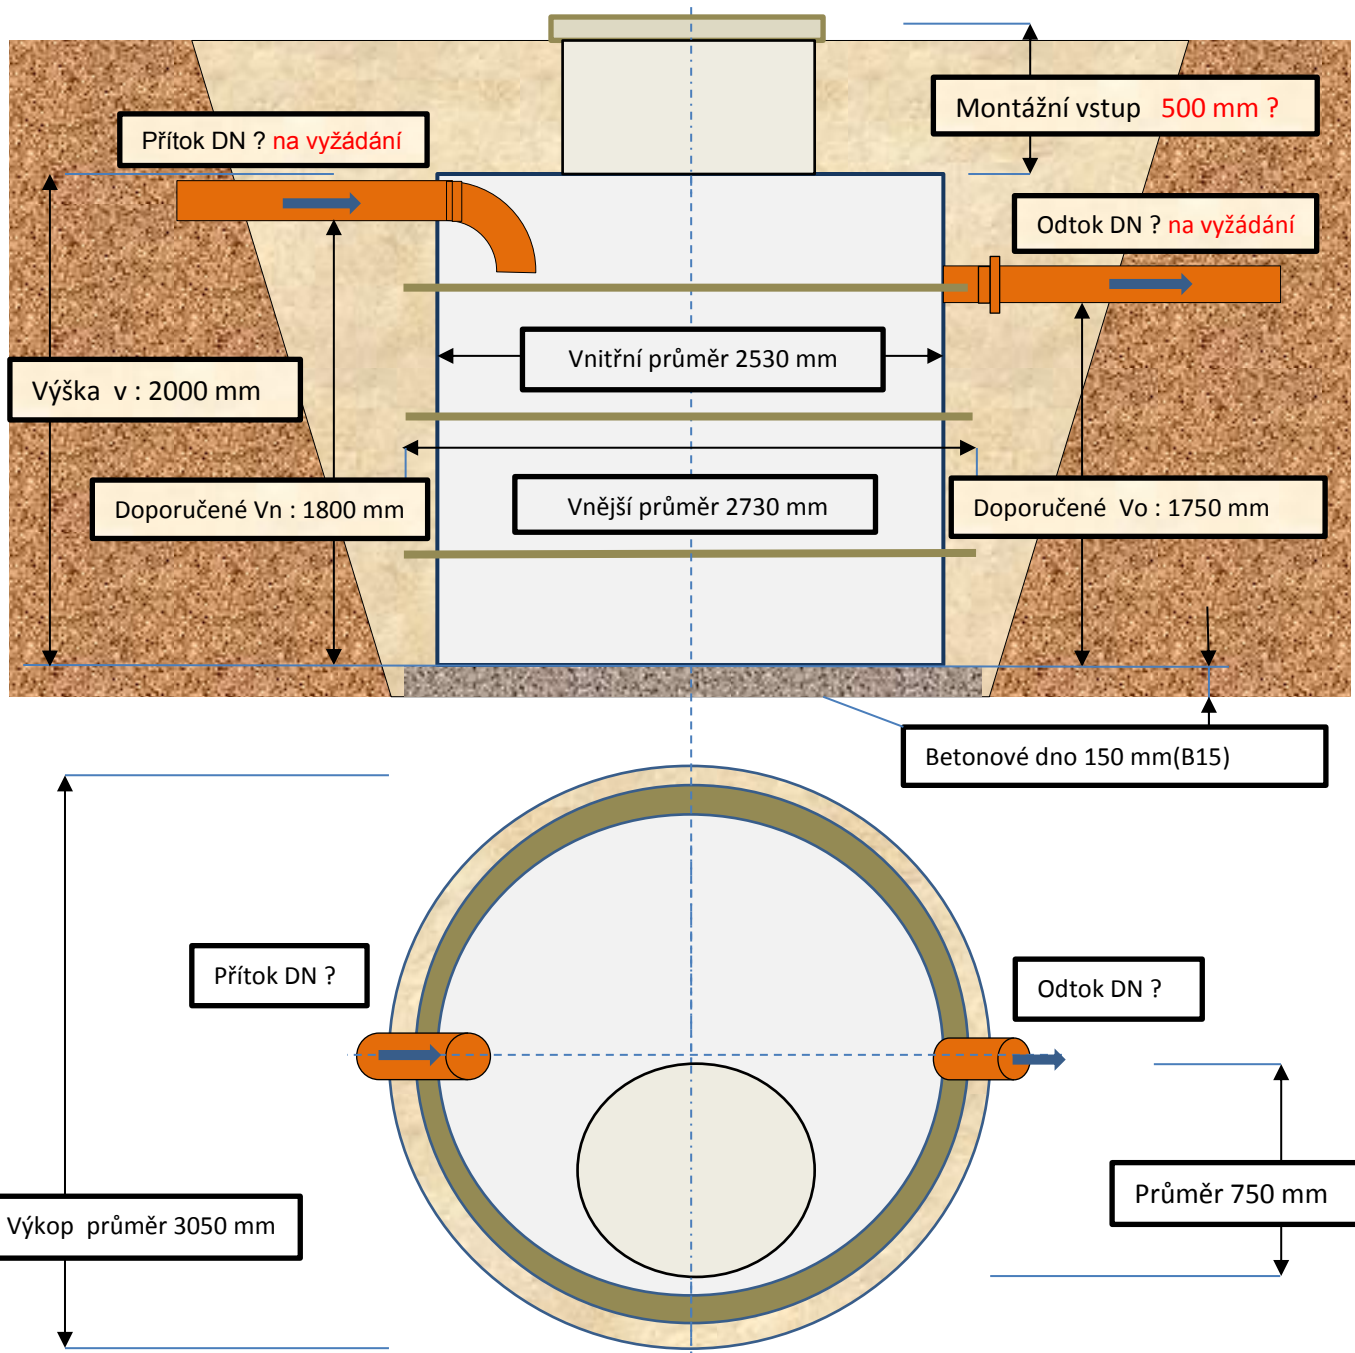 Montážní vstup 500 mm ?
Přítok DN ? na vyžádání
Odtok DN ? na vyžádání
Vnitřní průměr 2530 mm
Výška v : 2000 mm
Doporučené Vn : 1800 mm
Vnější průměr 2730 mm
Doporučené Vo : 1750 mm
Betonové dno 150 mm(B15)
Přítok DN ?
Odtok DN ?
Průměr 750 mm
Výkop průměr 3050 mm